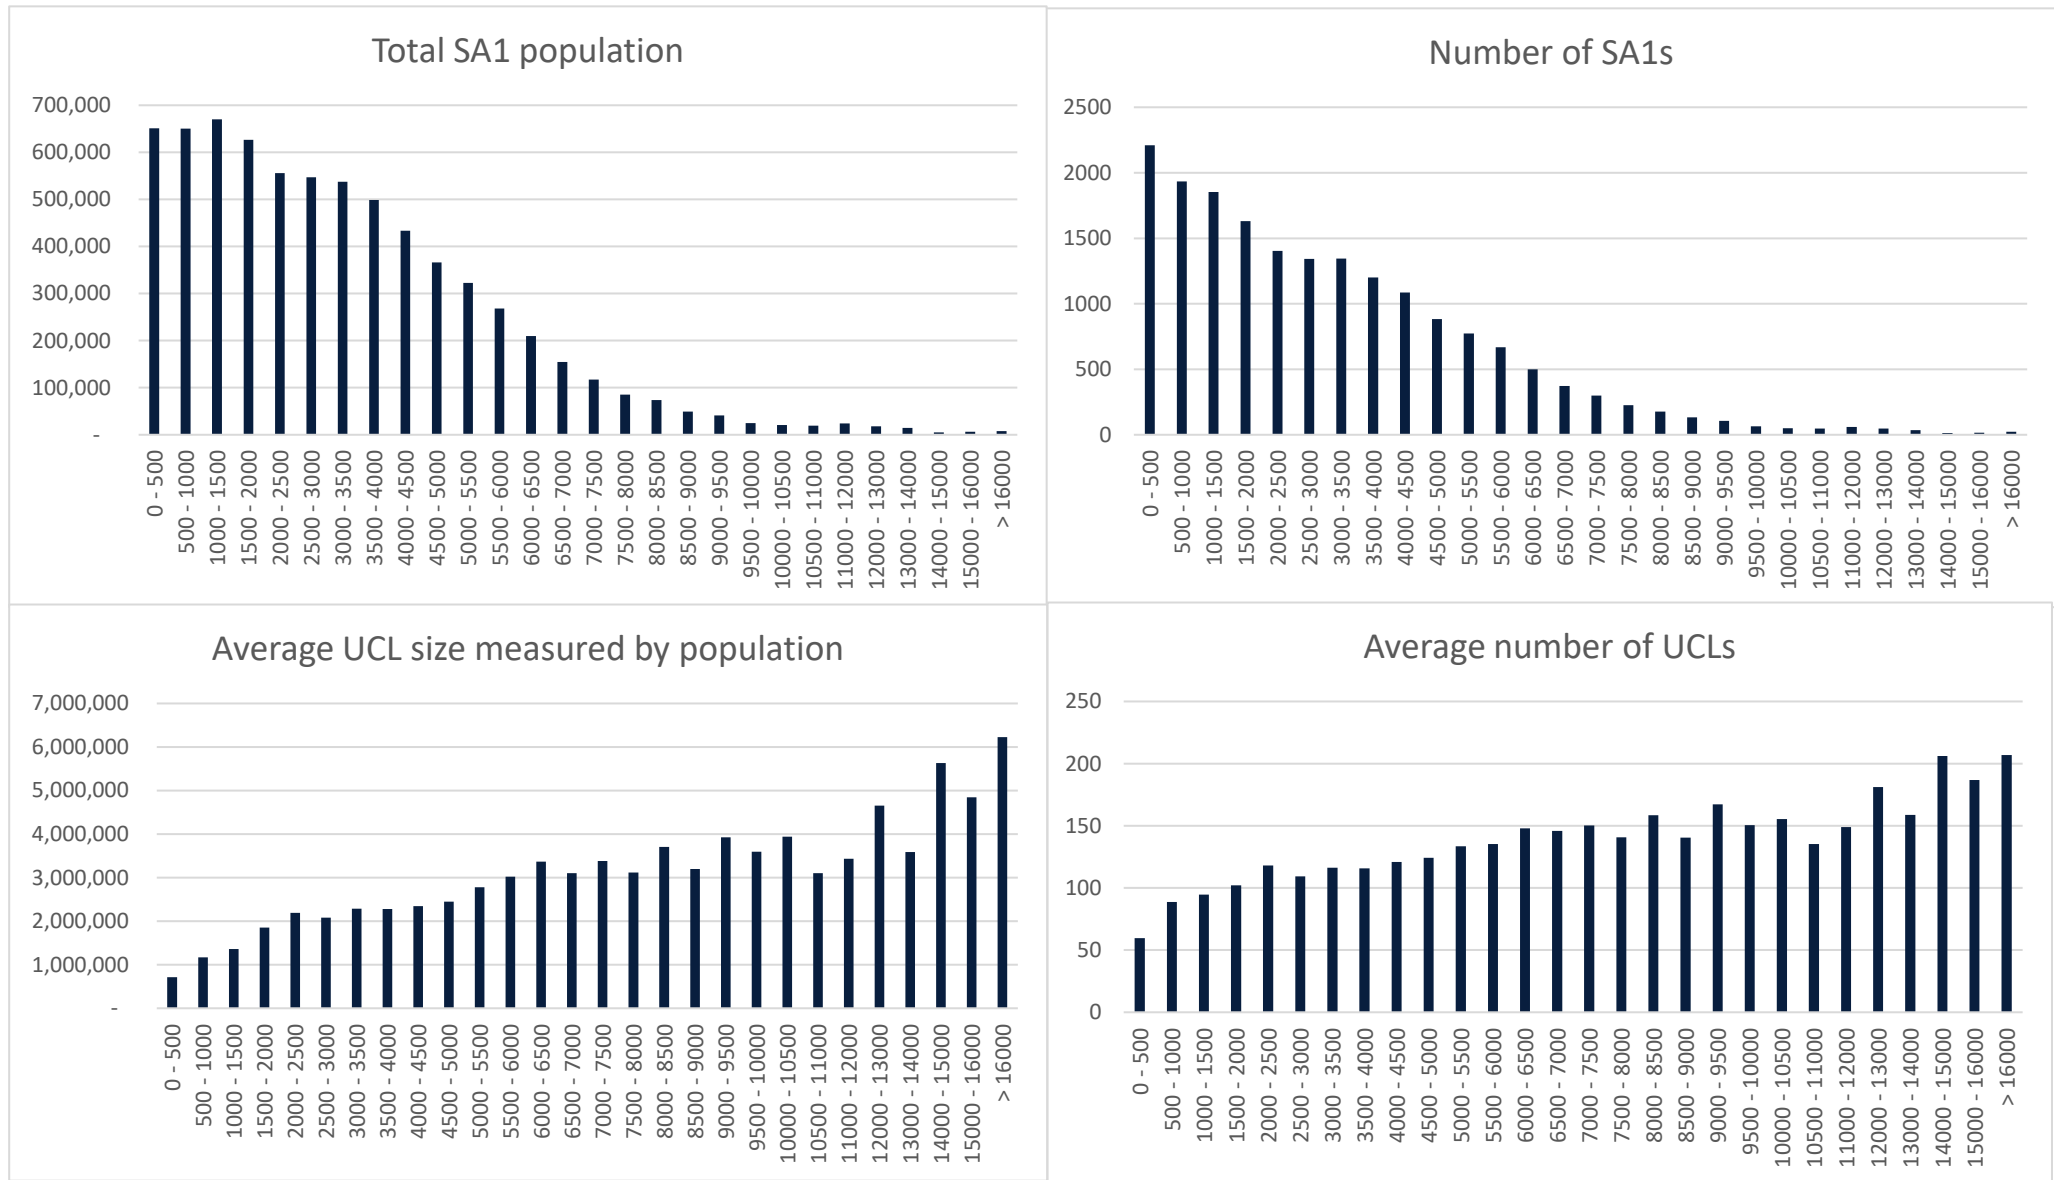 Total SA1 population
700,000
600,000
500,000
400,000
300,000
200,000
100,000
-
0 - 500
500 - 1000
1000 - 1500
1500 - 2000
2000 - 2500
2500 - 3000
3000 - 3500
3500 - 4000
4000 - 4500
4500 - 5000
5000 - 5500
5500 - 6000
6000 - 6500
6500 - 7000
7000 - 7500
7500 - 8000
8000 - 8500
8500 - 9000
9000 - 9500
9500 - 10000
10000 - 10500
10500 - 11000
11000 - 12000
12000 - 13000
13000 - 14000
14000 - 15000
15000 - 16000
> 16000
Number of SA1s
2500
2000
1500
1000
500
0
0 - 500
500 - 1000
1000 - 1500
1500 - 2000
2000 - 2500
2500 - 3000
3000 - 3500
3500 - 4000
4000 - 4500
4500 - 5000
5000 - 5500
5500 - 6000
6000 - 6500
6500 - 7000
7000 - 7500
7500 - 8000
8000 - 8500
8500 - 9000
9000 - 9500
9500 - 10000
10000 - 10500
10500 - 11000
11000 - 12000
12000 - 13000
13000 - 14000
14000 - 15000
15000 - 16000
> 16000
Average UCL size measured by population
7,000,000
6,000,000
5,000,000
4,000,000
3,000,000
2,000,000
1,000,000
-
0 - 500
500 - 1000
1000 - 1500
1500 - 2000
2000 - 2500
2500 - 3000
3000 - 3500
3500 - 4000
4000 - 4500
4500 - 5000
5000 - 5500
5500 - 6000
6000 - 6500
6500 - 7000
7000 - 7500
7500 - 8000
8000 - 8500
8500 - 9000
9000 - 9500
9500 - 10000
10000 - 10500
10500 - 11000
11000 - 12000
12000 - 13000
13000 - 14000
14000 - 15000
15000 - 16000
> 16000
Average number of UCLs
250
200
150
100
50
0
0 - 500
500 - 1000
1000 - 1500
1500 - 2000
2000 - 2500
2500 - 3000
3000 - 3500
3500 - 4000
4000 - 4500
4500 - 5000
5000 - 5500
5500 - 6000
6000 - 6500
6500 - 7000
7000 - 7500
7500 - 8000
8000 - 8500
8500 - 9000
9000 - 9500
9500 - 10000
10000 - 10500
10500 - 11000
11000 - 12000
12000 - 13000
13000 - 14000
14000 - 15000
15000 - 16000
> 16000